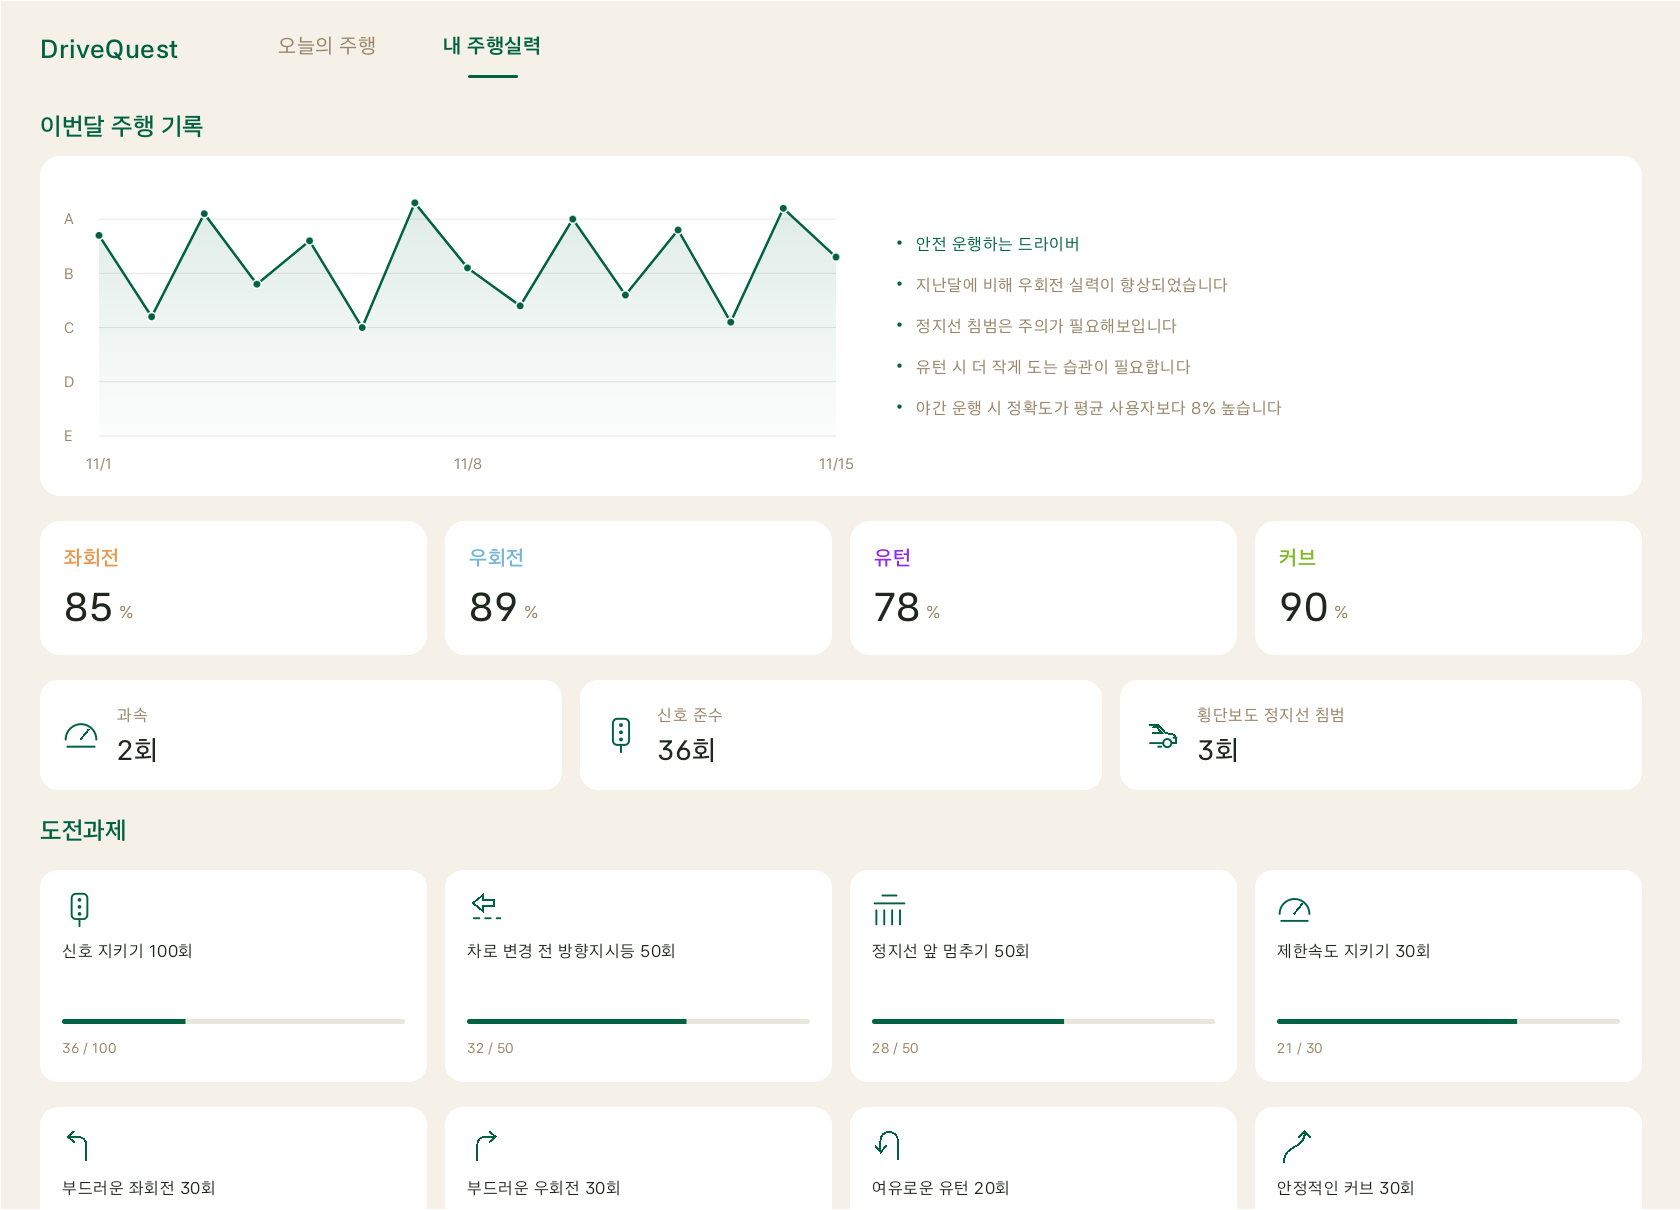 DriveQuest
오늘의 주행
내 주행실력
이번달 주행 기록
A
B
C
D
E
11/1
11/8
11/15
• 안전 운행하는 드라이버
• 지난달에 비해 우회전 실력이 향상되었습니다
• 정지선 침범은 주의가 필요해보입니다
• 유턴 시 더 작게 도는 습관이 필요합니다
• 야간 운행 시 정확도가 평균 사용자보다 8% 높습니다
좌회전
85 %
우회전
89 %
유턴
78 %
커브
90 %
과속
2회
신호 준수
36회
횡단보도 정지선 침범
3회
도전과제
신호 지키기 100회
36 / 100
차로 변경 전 방향지시등 50회
32 / 50
정지선 앞 멈추기 50회
28 / 50
제한속도 지키기 30회
21 / 30
부드러운 좌회전 30회
부드러운 우회전 30회
여유로운 유턴 20회
안정적인 커브 30회